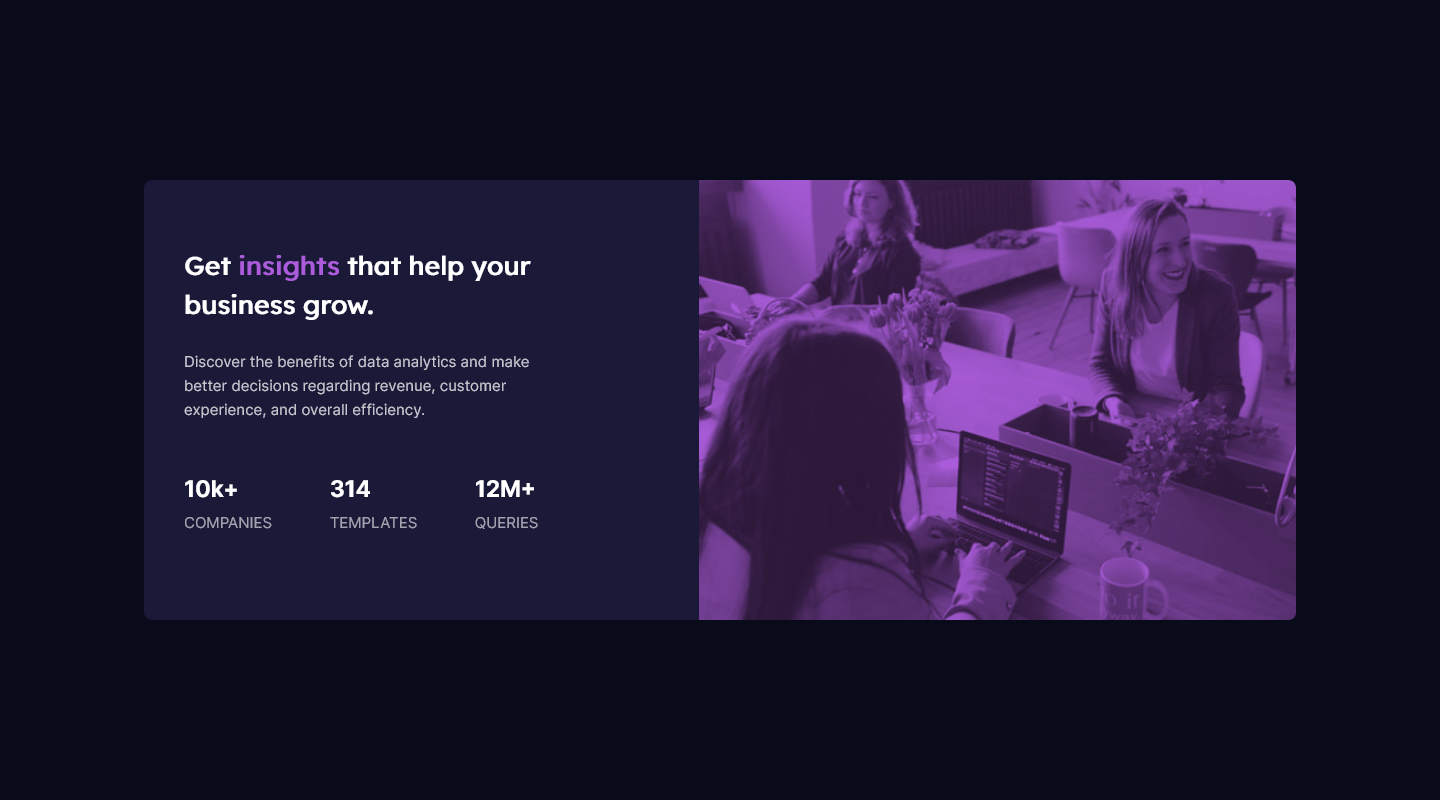 Get insights that help your
business grow.
Discover the benefits of data analytics and make
better decisions regarding revenue, customer
experience, and overall efficiency.
10k+ 314 12M+
COMPANIES TEMPLATES QUERIES